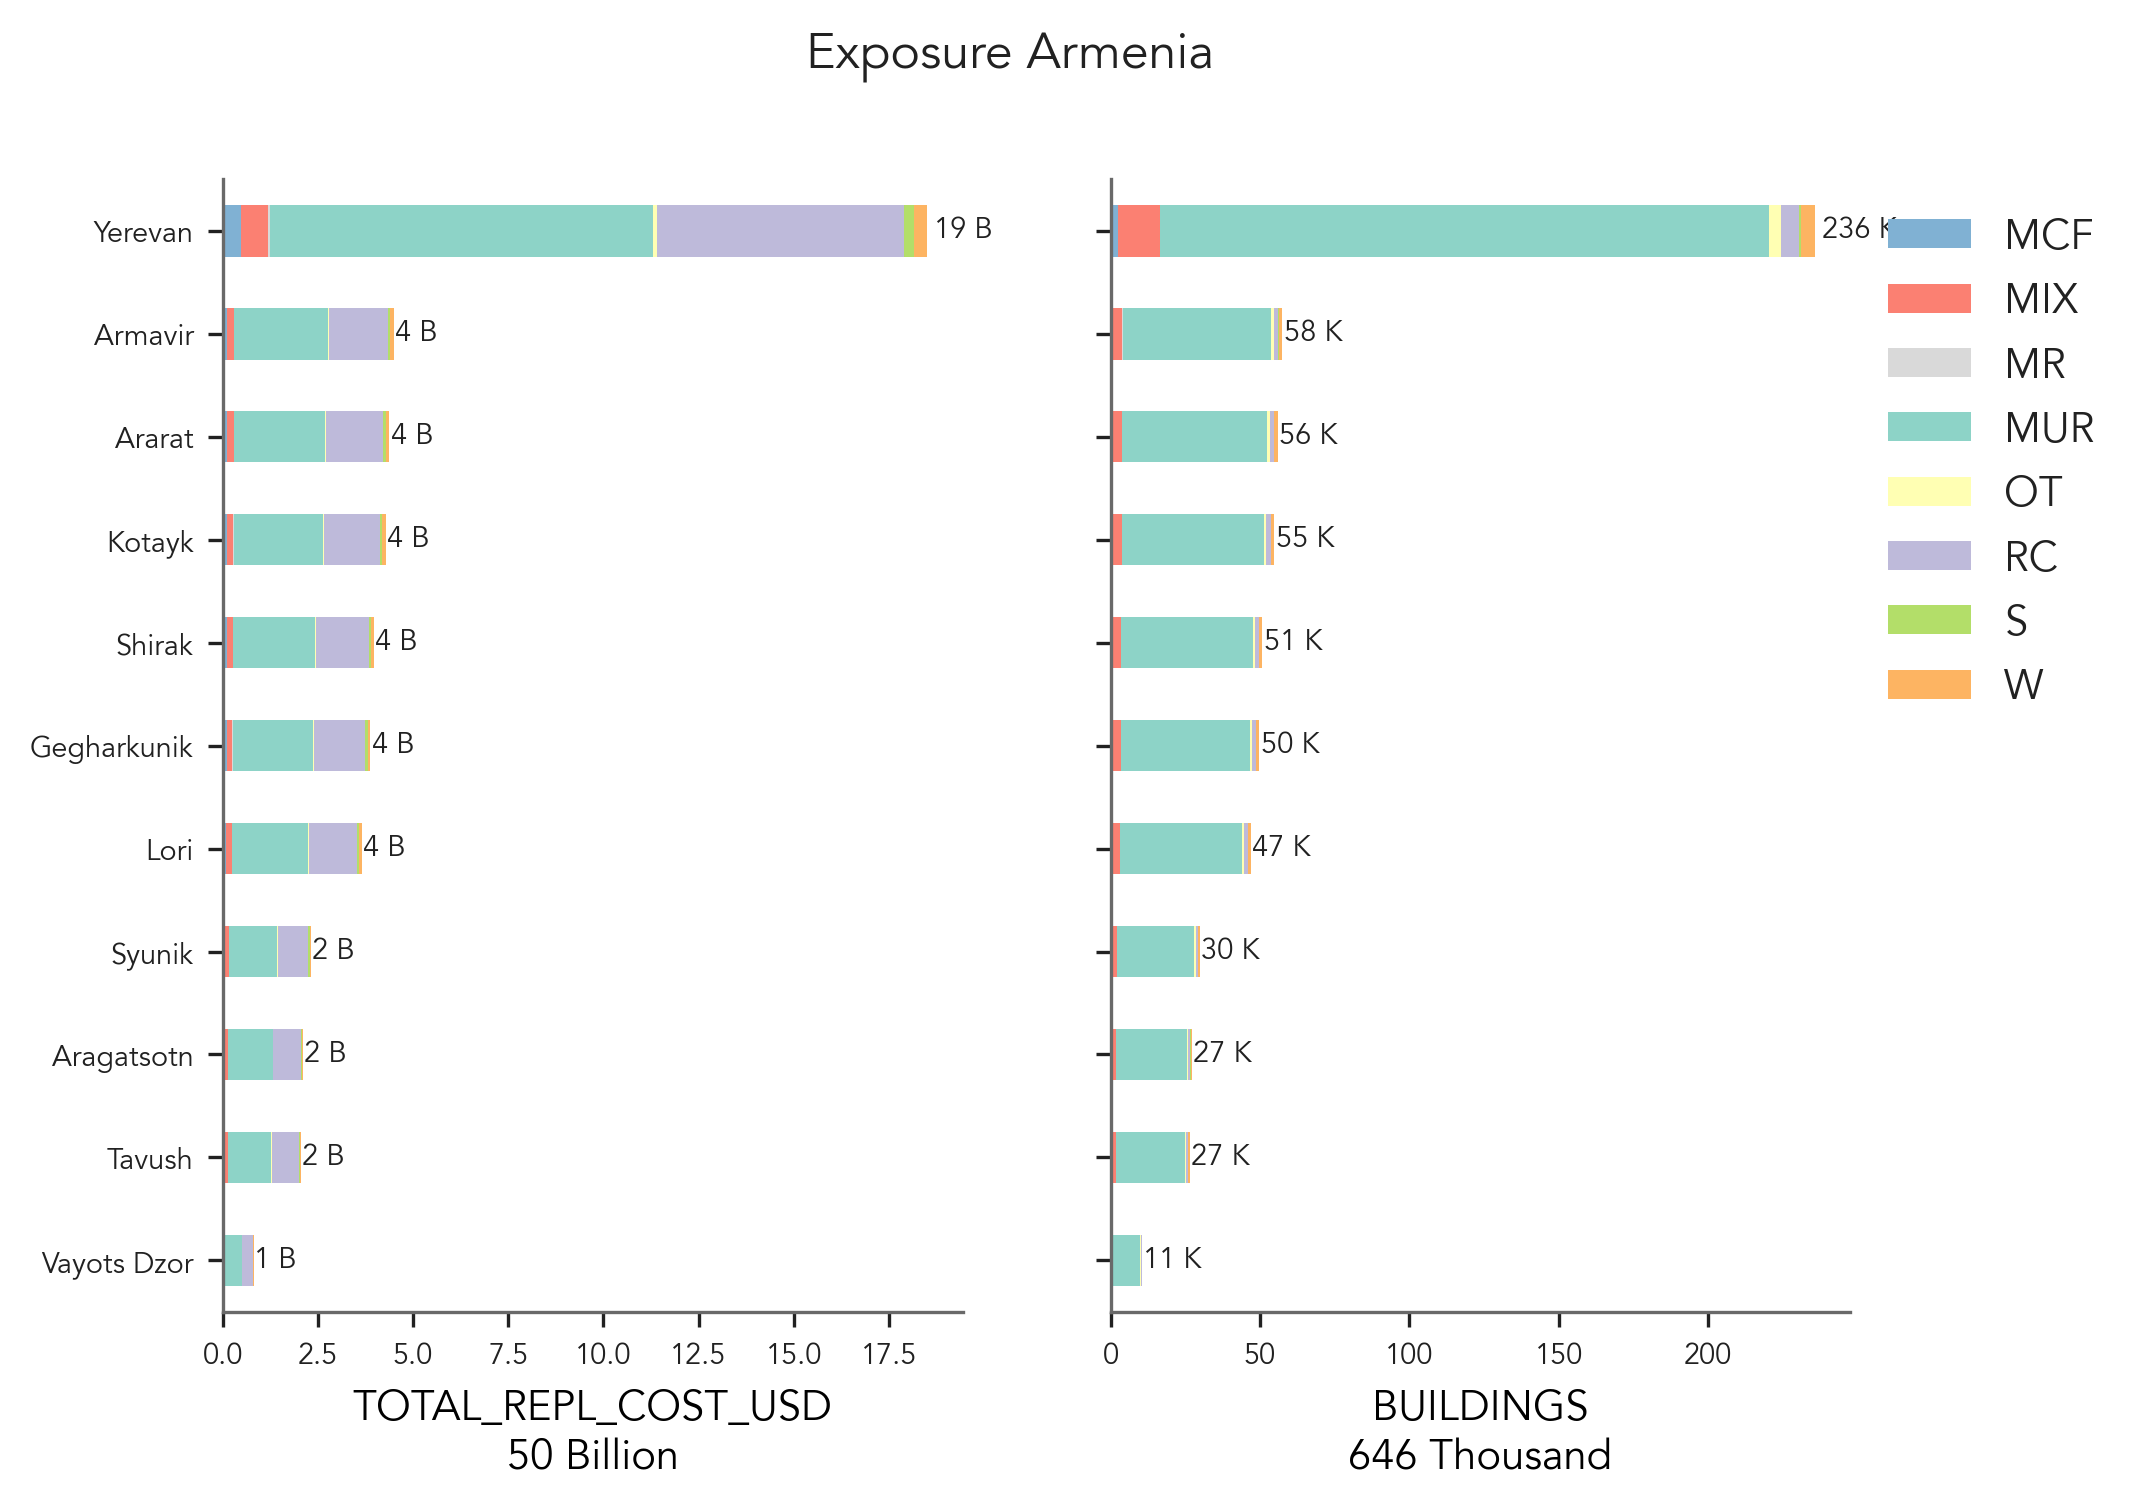 Exposure Armenia
Yerevan
Armavir
Ararat
Kotayk
Shirak
Gegharkunik
Lori
Syunik
Aragatsotn
Tavush
Vayots Dzor
19 B
4 B
4 B
4 B
4 B
4 B
4 B
2 B
2 B
2 B
1 B
0.0 2.5 5.0 7.5 10.0 12.5 15.0 17.5
TOTAL_REPL_COST_USD
50 Billion
236 K
58 K
56 K
55 K
51 K
50 K
47 K
30 K
27 K
27 K
11 K
0 50 100 150 200
BUILDINGS
646 Thousand
MCF
MIX
MR
MUR
OT
RC
S
W